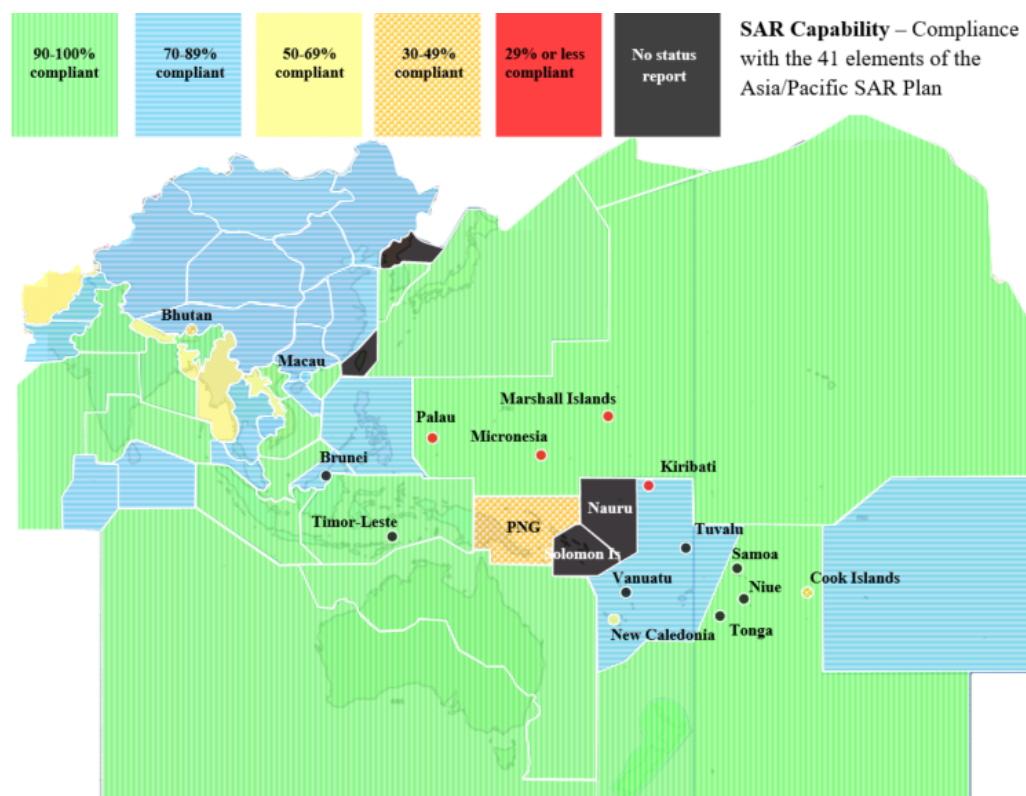 90-100%
compliant
70-89%
compliant
50-69%
compliant
30-49%
compliant
29% or less
compliant
No status
report
SAR Capability – Compliance
with the 41 elements of the
Asia/Pacific SAR Plan
Bhutan
Macau
Marshall Islands
Palau
Micronesia
Brunei
Kiribati
Nauru
Timor-Leste
PNG
Tuvalu
Solomon Is
Samoa
Vanuatu
Cook Islands
Niue
New Caledonia
Tonga